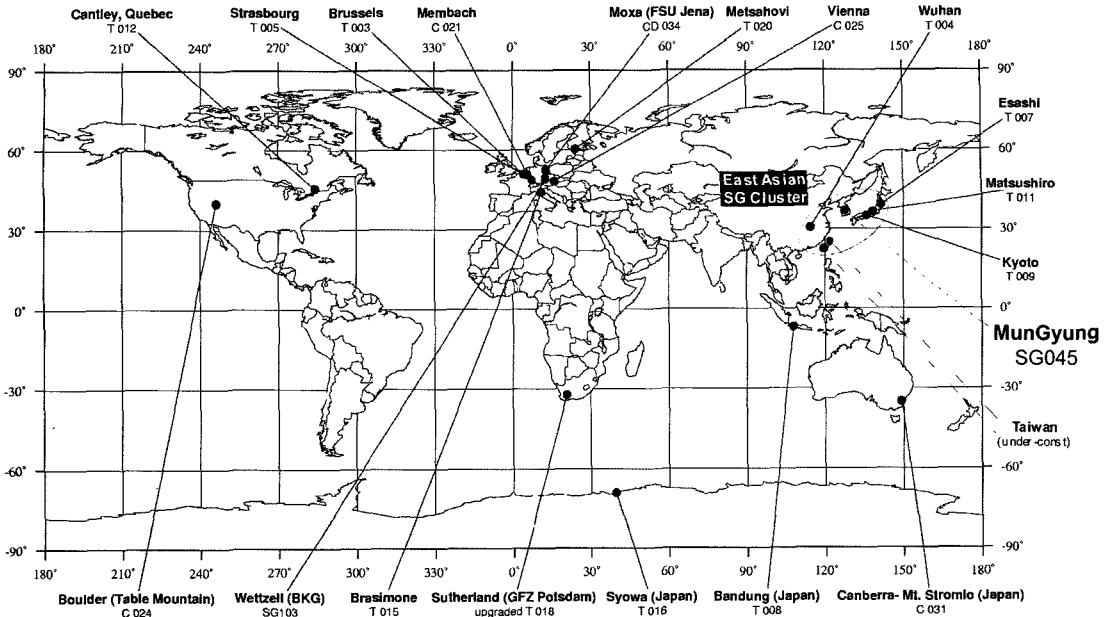 Cantley, Quebec
T 012
Strasbourg
T 005
Brussels
T 003
Membach
C 021
Moxa (FSU Jena)
CD 034
Metsahovi
T 020
Vienna
C 025
Wuhan
T 004
180° 210° 240° 270° 300° 330° 0° 30° 60° 90° 120° 150° 180°
90° 90°
Esashi
T 007
60° 60°
East Asian
SG Cluster
Matsushiro
T 011
30° 30°
Kyoto
T 009
0° 0°
MunGyung
SG045
-30° -30°
Taiwan
(under-const)
-60° -60°
-90° -90°
180° 210° 240° 270° 300° 330° 0° 30° 60° 90° 120° 150° 180°
Boulder (Table Mountain)
C 024
Wettzell (BKG)
SG103
Brasimone
T 015
Sutherland (GFZ Potsdam)
upgraded T 018
Syowa (Japan)
T 016
Bandung (Japan)
T 008
Canberra- Mt. Stromlo (Japan)
C 031